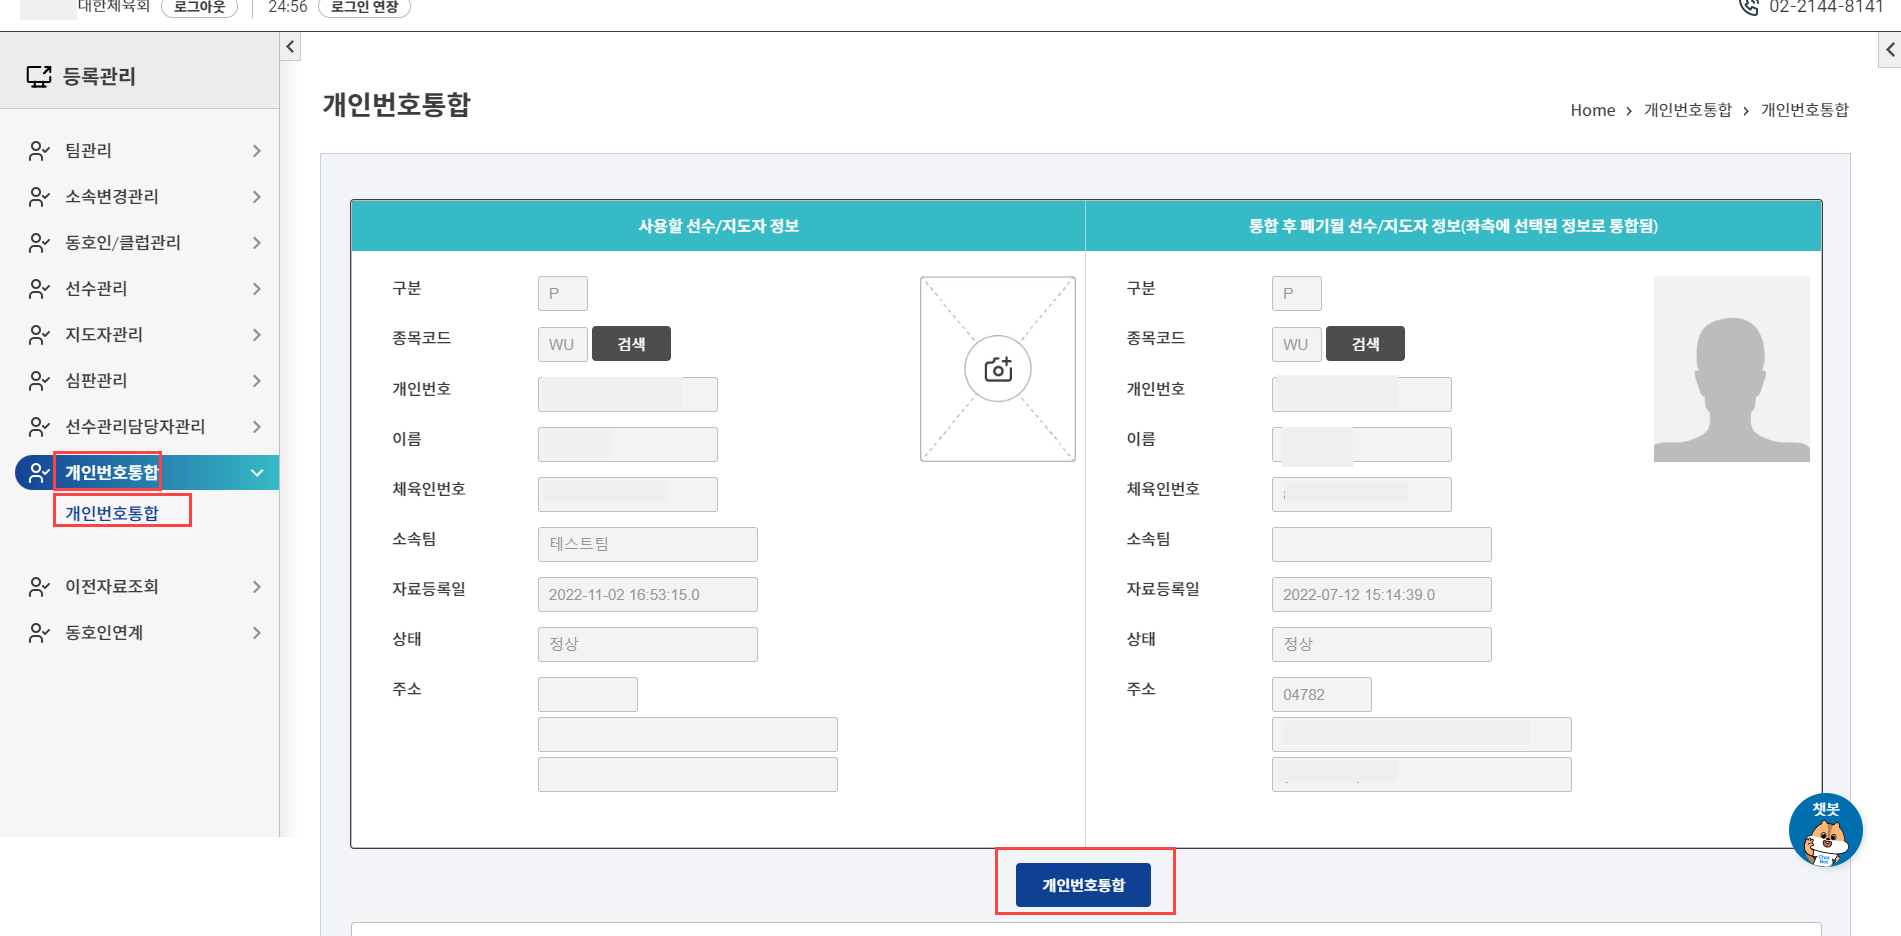 대한체육회 로그아웃 24:56 로그인 연장 02-2144-8141
등록관리
팀관리
소속변경관리
동호인/클럽관리
선수관리
지도자관리
심판관리
선수관리담당자관리
개인번호통합
개인번호통합
이전자료조회
동호인연계
개인번호통합
Home › 개인번호통합 › 개인번호통합
사용할 선수/지도자 정보
구분 P
종목코드 WU 검색
개인번호
이름
체육인번호
소속팀 테스트팀
자료등록일 2022-11-02 16:53:15.0
상태 정상
주소
통합 후 폐기될 선수/지도자 정보(좌측에 선택된 정보로 통합됨)
구분 P
종목코드 WU 검색
개인번호
이름
체육인번호
소속팀
자료등록일 2022-07-12 15:14:39.0
상태 정상
주소 04782
개인번호통합
챗봇
Chat
Bot